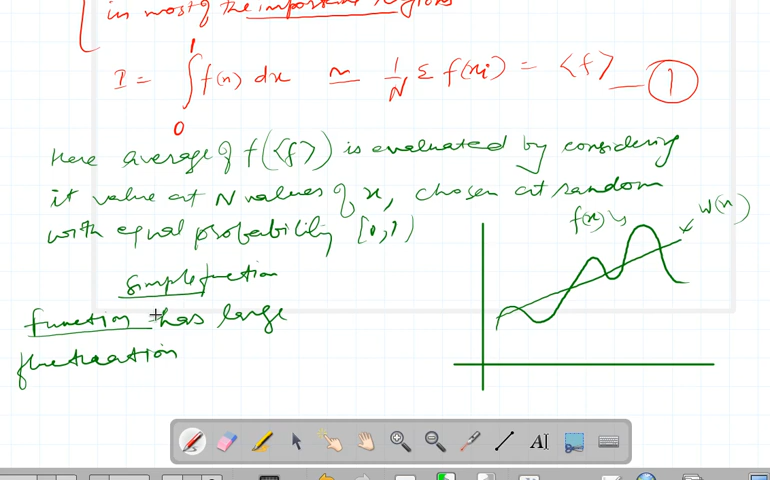 in most of the important regions
I = ∫₀¹ f(x) dx ≃ 1/N Σ f(xi) = <f> — 1
Here average of f (<f>) is evaluated by considering
it value at N values of x, chosen at random
with equal probability [0,1)
f(x)
W(x)
Simple function
function has large
fluctuation
AI